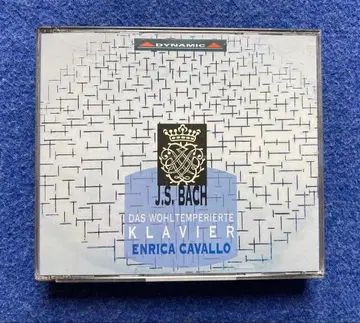 DYNAMIC
J.S. BACH
DAS WOHLTEMPERIERTE
KLAVIER
ENRICA CAVALLO